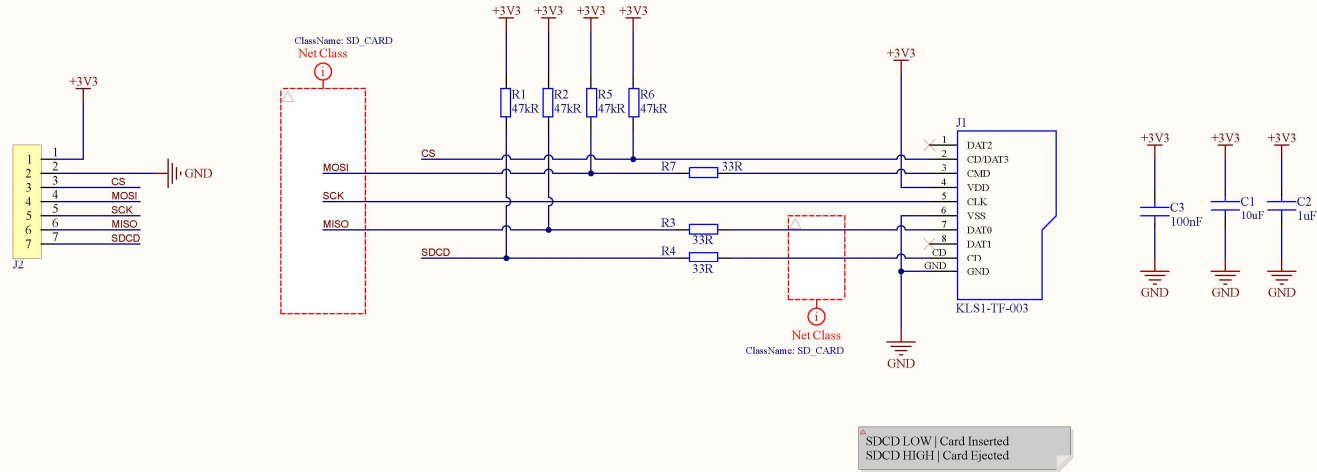 +3V3
+3V3
+3V3
+3V3
ClassName: SD_CARD
Net Class
i
+3V3
+3V3
R1
47kR
R2
47kR
R5
47kR
R6
47kR
J1
1
DAT2
+3V3
+3V3
+3V3
1
1
CS
2
CD/DAT3
2
2
GND
MOSI
R7
33R
3
CMD
3
3
CS
4
VDD
4
4
MOSI
SCK
5
CLK
5
5
SCK
6
VSS
C3
100nF
C1
10uF
C2
1uF
6
6
MISO
MISO
R3
33R
7
DAT0
7
7
SDCD
8
DAT1
SDCD
R4
33R
CD
CD
J2
GND
GND
GND
GND
GND
KLS1-TF-003
i
Net Class
ClassName: SD_CARD
GND
SDCD LOW | Card Inserted
SDCD HIGH | Card Ejected